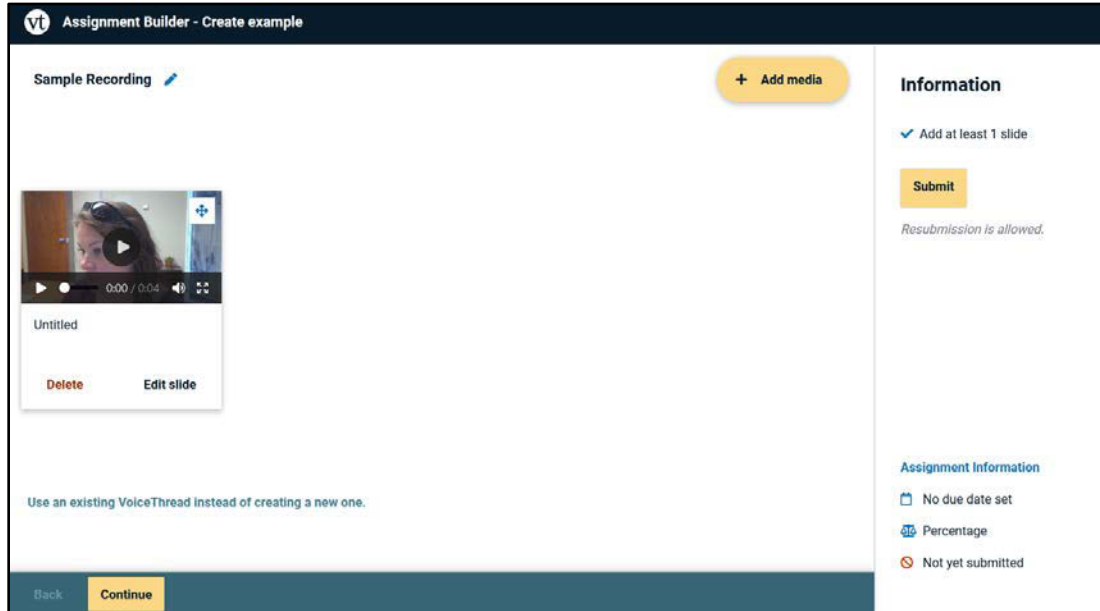 vt Assignment Builder - Create example
Sample Recording
+ Add media
0:00 / 0:04
Untitled
Delete Edit slide
Use an existing VoiceThread instead of creating a new one.
Back Continue
Information
Add at least 1 slide
Submit
Resubmission is allowed.
Assignment Information
No due date set
Percentage
Not yet submitted